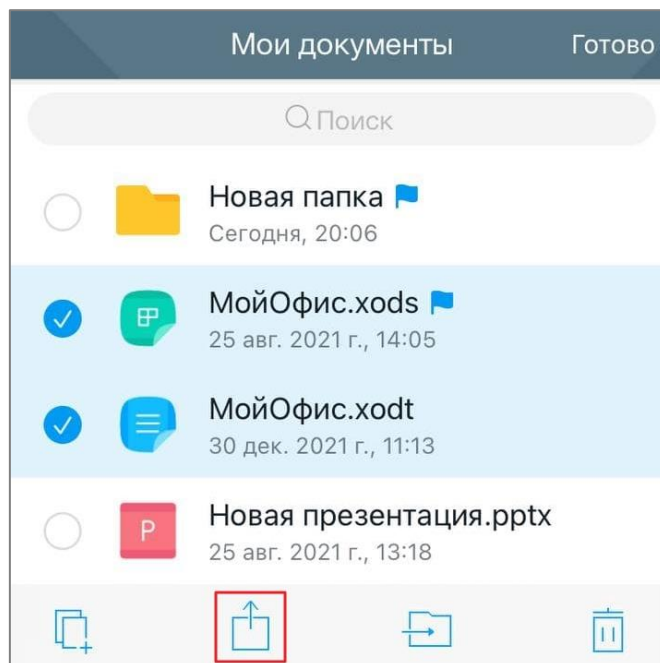 Мои документы Готово
Поиск
Новая папка
Сегодня, 20:06
МойОфис.xods
25 авг. 2021 г., 14:05
МойОфис.xodt
30 дек. 2021 г., 11:13
P
Новая презентация.pptx
25 авг. 2021 г., 13:18